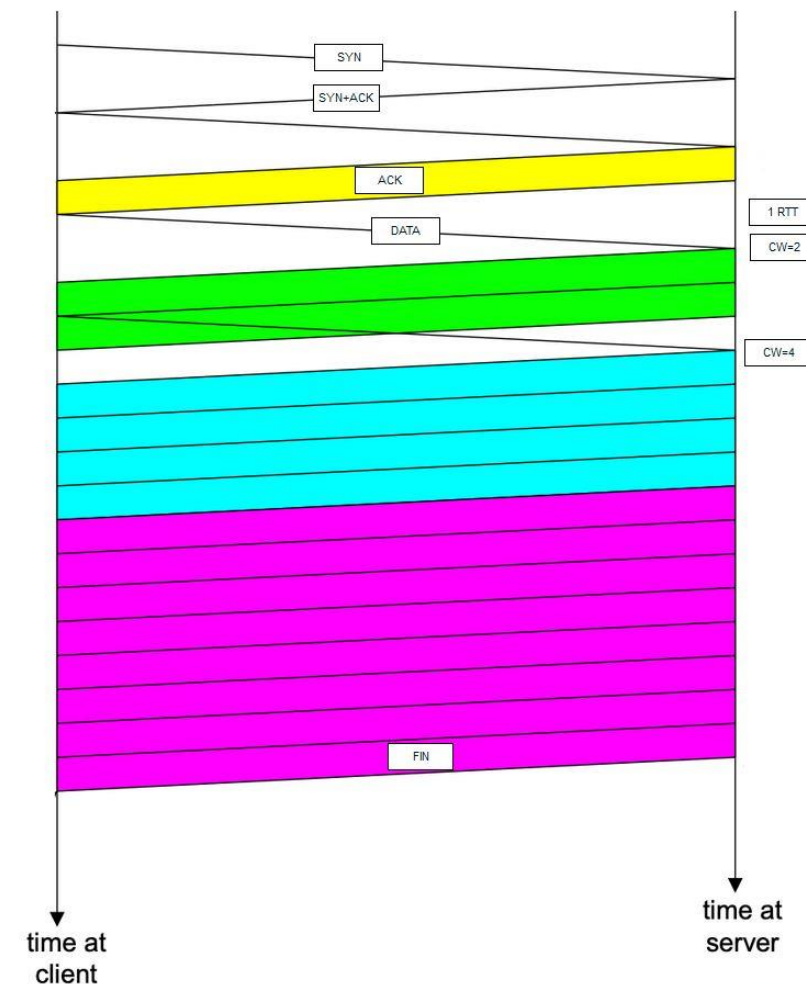 SYN
SYN+ACK
ACK
1 RTT
DATA
CW=2
CW=4
FIN
time at
client
time at
server